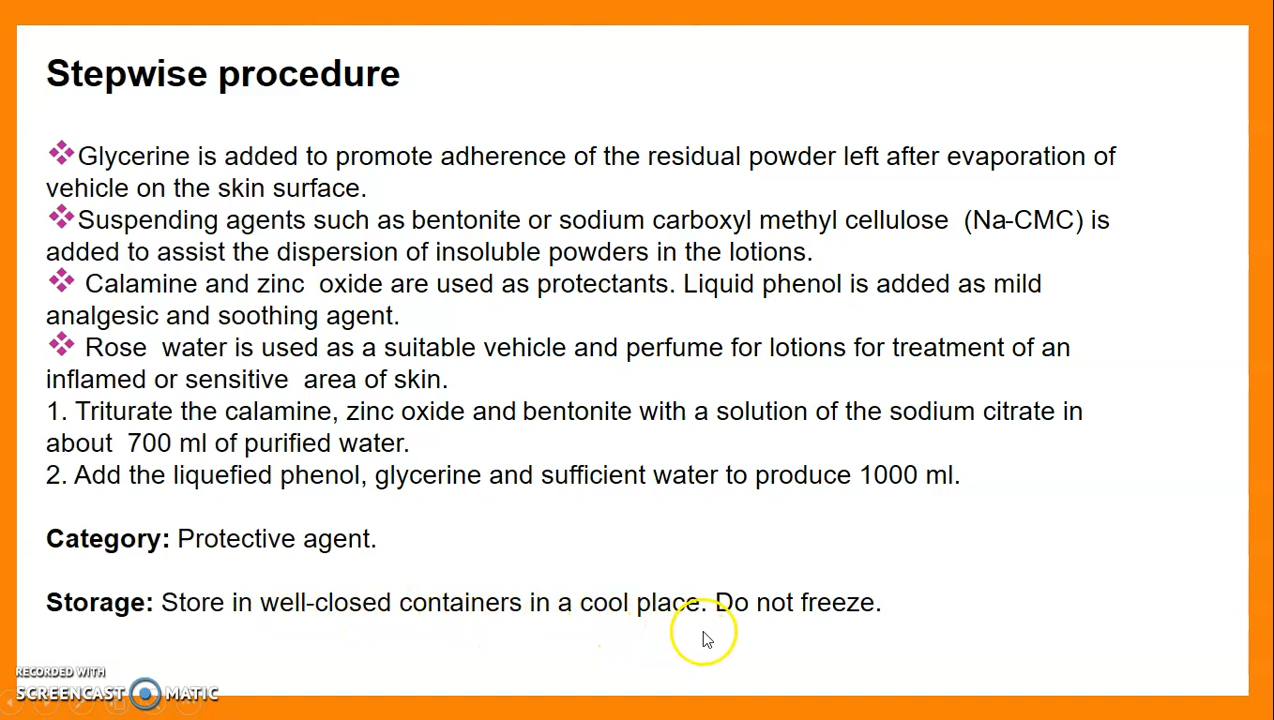 Stepwise procedure
❖Glycerine is added to promote adherence of the residual powder left after evaporation of
vehicle on the skin surface.
❖Suspending agents such as bentonite or sodium carboxyl methyl cellulose (Na-CMC) is
added to assist the dispersion of insoluble powders in the lotions.
❖ Calamine and zinc oxide are used as protectants. Liquid phenol is added as mild
analgesic and soothing agent.
❖ Rose water is used as a suitable vehicle and perfume for lotions for treatment of an
inflamed or sensitive area of skin.
1. Triturate the calamine, zinc oxide and bentonite with a solution of the sodium citrate in
about 700 ml of purified water.
2. Add the liquefied phenol, glycerine and sufficient water to produce 1000 ml.
Category: Protective agent.
Storage: Store in well-closed containers in a cool place. Do not freeze.
RECORDED WITH
SCREENCAST MATIC